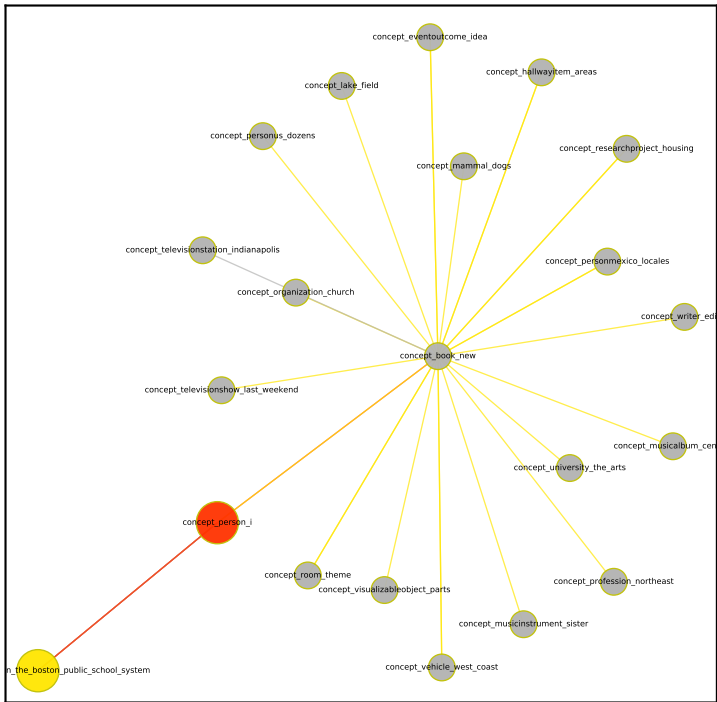 concept_eventoutcome_idea
concept_hallwayitem_areas
concept_lake_field
concept_personus_dozens
concept_researchproject_housing
concept_mammal_dogs
concept_televisionstation_indianapolis
concept_personmexico_locales
concept_organization_church
concept_writer_edi
concept_book_new
concept_televisionshow_last_weekend
concept_musicalbum_cen
concept_university_the_arts
concept_person_i
concept_room_theme
concept_profession_northeast
concept_visualizableobject_parts
concept_musicinstrument_sister
concept_vehicle_west_coast
n_the_boston_public_school_system